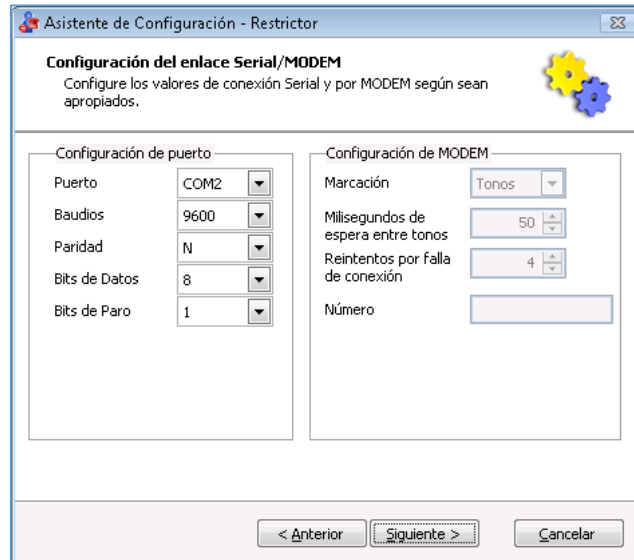 Asistente de Configuración - Restrictor
Configuración del enlace Serial/MODEM
Configure los valores de conexión Serial y por MODEM según sean
apropiados.
Configuración de puerto
Puerto COM2
Baudios 9600
Paridad N
Bits de Datos 8
Bits de Paro 1
Configuración de MODEM
Marcación Tonos
Milisegundos de
espera entre tonos 50
Reintentos por falla
de conexión 4
Número
< Anterior Siguiente > Cancelar